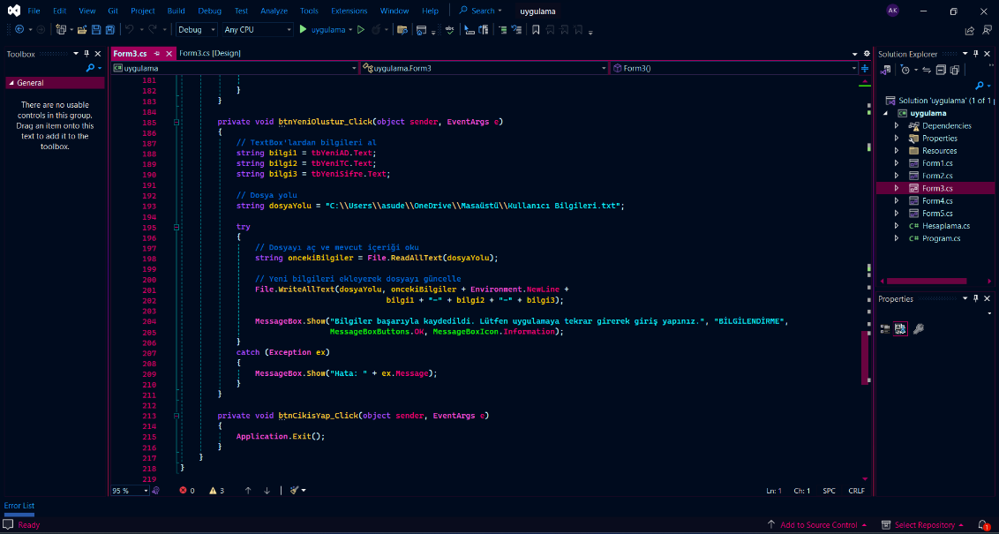 File Edit View Git Project Build Debug Test Analyze Tools Extensions Window Help Search uygulama AK
Debug Any CPU uygulama
Toolbox
General
There are no usable
controls in this group.
Drag an item onto this
text to add it to the
toolbox.
Form3.cs Form3.cs [Design]
uygulama uygulama.Form3 Form3()
181
182 }
183 }
184
185 private void btnYeniOlustur_Click(object sender, EventArgs e)
186 {
187 // TextBox'lardan bilgileri al
188 string bilgi1 = tbYeniAD.Text;
189 string bilgi2 = tbYeniTC.Text;
190 string bilgi3 = tbYeniSifre.Text;
191
192 // Dosya yolu
193 string dosyaYolu = "C:\\Users\\asude\\OneDrive\\Masaüstü\\Kullanıcı Bilgileri.txt";
194
195 try
196 {
197 // Dosyayı aç ve mevcut içeriği oku
198 string oncekiBilgiler = File.ReadAllText(dosyaYolu);
199
200 // Yeni bilgileri ekleyerek dosyayı güncelle
201 File.WriteAllText(dosyaYolu, oncekiBilgiler + Environment.NewLine +
202 bilgi1 + "-" + bilgi2 + "-" + bilgi3);
203
204 MessageBox.Show("Bilgiler başarıyla kaydedildi. Lütfen uygulamaya tekrar girerek giriş yapınız.", "BİLGİLENDİRME",
205 MessageBoxButtons.OK, MessageBoxIcon.Information);
206 }
207 catch (Exception ex)
208 {
209 MessageBox.Show("Hata: " + ex.Message);
210 }
211 }
212
213 private void btnCikisYap_Click(object sender, EventArgs e)
214 {
215 Application.Exit();
216 }
217 }
218 }
219
95 % 0 3 Ln: 1 Ch: 1 SPC CRLF
Solution Explorer
Solution 'uygulama' (1 of 1 p
uygulama
Dependencies
Properties
Resources
Form1.cs
Form2.cs
Form3.cs
Form4.cs
Form5.cs
C# Hesaplama.cs
C# Program.cs
Properties
Error List
Ready Add to Source Control Select Repository 1